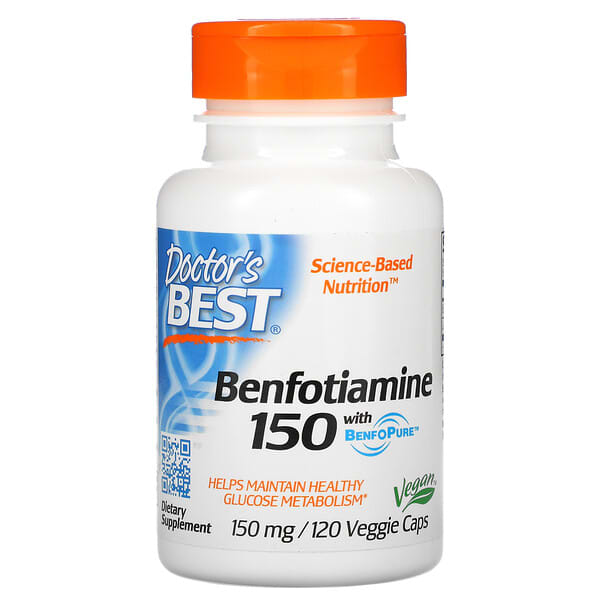 Doctor's
BEST®
Science-Based
Nutrition™
Benfotiamine
150 with
BENFOPURE™
HELPS MAINTAIN HEALTHY
GLUCOSE METABOLISM*
Vegan
Dietary
Supplement
150 mg / 120 Veggie Caps